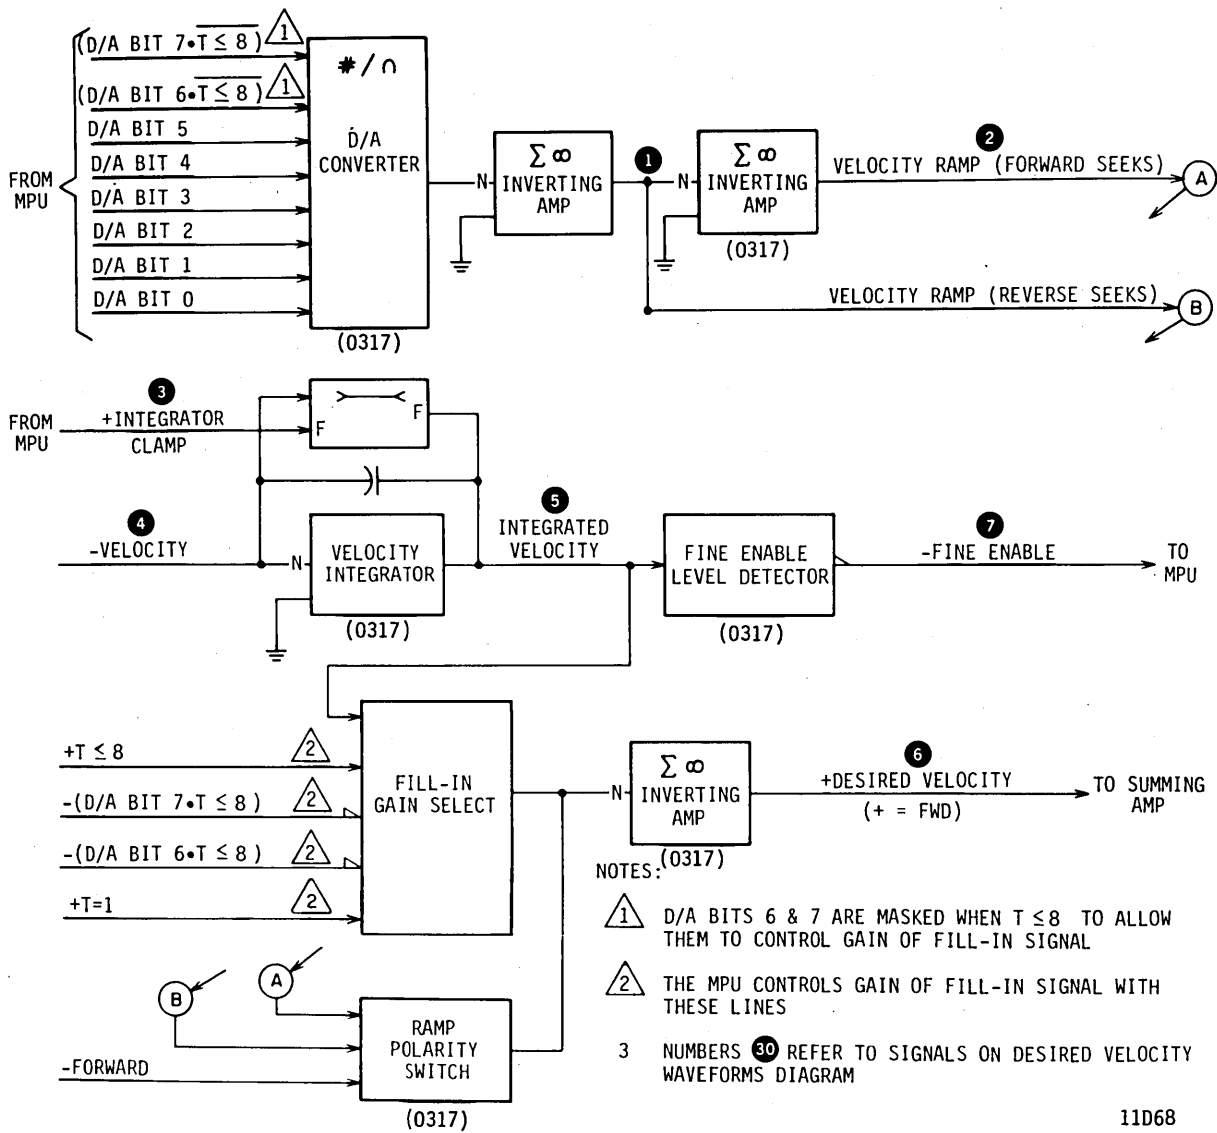 (D/A BIT 7•T ≤ 8) 1
(D/A BIT 6•T ≤ 8) 1
D/A BIT 5
D/A BIT 4
D/A BIT 3
D/A BIT 2
D/A BIT 1
D/A BIT 0
FROM
MPU
#/∩
D/A
CONVERTER
(0317)
N
∑ ∞
INVERTING
AMP
1
N
∑ ∞
INVERTING
AMP
(0317)
2
VELOCITY RAMP (FORWARD SEEKS)
A
VELOCITY RAMP (REVERSE SEEKS)
B
FROM
MPU
3
+INTEGRATOR
CLAMP
F
F
4
-VELOCITY
N
VELOCITY
INTEGRATOR
(0317)
5
INTEGRATED
VELOCITY
FINE ENABLE
LEVEL DETECTOR
(0317)
7
-FINE ENABLE
TO
MPU
+T ≤ 8 2
-(D/A BIT 7•T ≤ 8) 2
-(D/A BIT 6•T ≤ 8) 2
+T=1 2
FILL-IN
GAIN SELECT
N
∑ ∞
INVERTING
AMP
(0317)
6
+DESIRED VELOCITY
(+ = FWD)
TO SUMMING
AMP
B
A
-FORWARD
RAMP
POLARITY
SWITCH
(0317)
NOTES:
1 D/A BITS 6 & 7 ARE MASKED WHEN T ≤8 TO ALLOW
THEM TO CONTROL GAIN OF FILL-IN SIGNAL
2 THE MPU CONTROLS GAIN OF FILL-IN SIGNAL WITH
THESE LINES
3 NUMBERS 30 REFER TO SIGNALS ON DESIRED VELOCITY
WAVEFORMS DIAGRAM
11D68